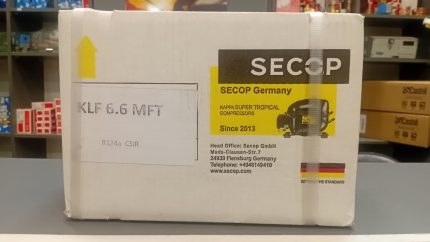 SECOP
SECOP Germany
KAPPA SUPER TROPICAL
COMPRESSORS
Since 2013
Head Office: Secop GmbH
Mads-Clausen-Str. 7
24939 Flensburg Germany
Telephone: +4946149410
www.secop.com
STANDARD
KLF 6.6 MFT
R134a CSIR